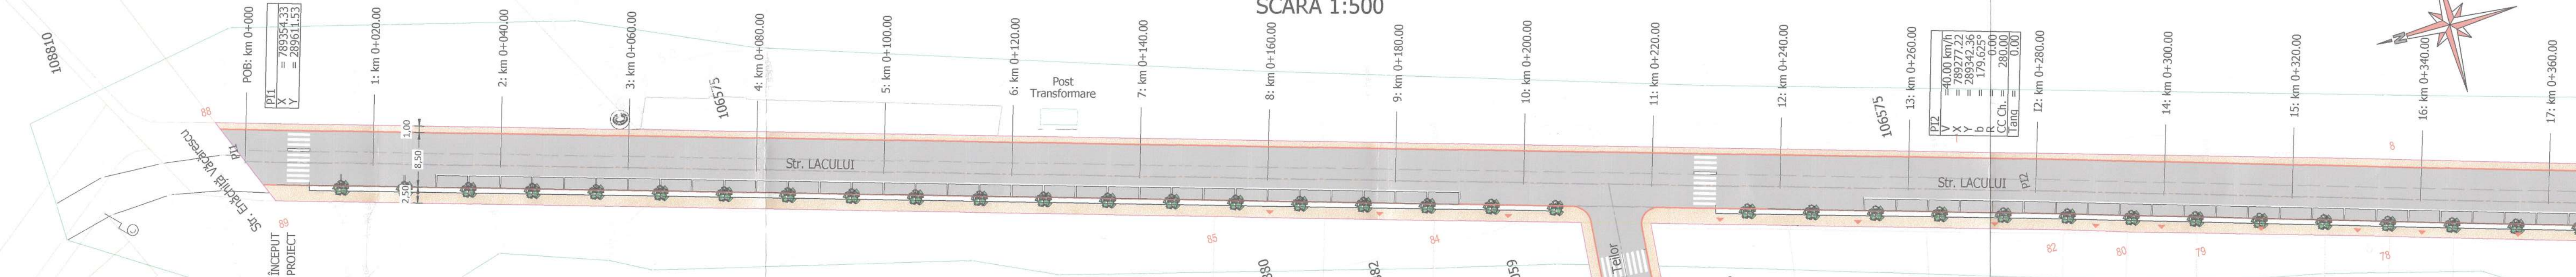 SCARA 1:500
108810
POB: km 0+000
PI1
X = 789354.33
Y = 289611.53
1: km 0+020.00
2: km 0+040.00
3: km 0+060.00
106575
4: km 0+080.00
5: km 0+100.00
6: km 0+120.00
Post
Transformare
7: km 0+140.00
8: km 0+160.00
9: km 0+180.00
10: km 0+200.00
11: km 0+220.00
12: km 0+240.00
106575
13: km 0+260.00
PI2
V =40.00 km/h
X = 789277.22
Y = 289342.36
b = 179.625°
R = 0.00
CC Ch. = 280.00
Tang = 0.00
I2: km 0+280.00
14: km 0+300.00
15: km 0+320.00
16: km 0+340.00
17: km 0+360.00
N
88
C
1,00
8,50
2,50
PI1
Str. Enăchiță Văcărescu
Str. LACULUI
Str. LACULUI
PI2
8
89
ÎNCEPUT
PROIECT
85
84
Teilor
82
80
79
78